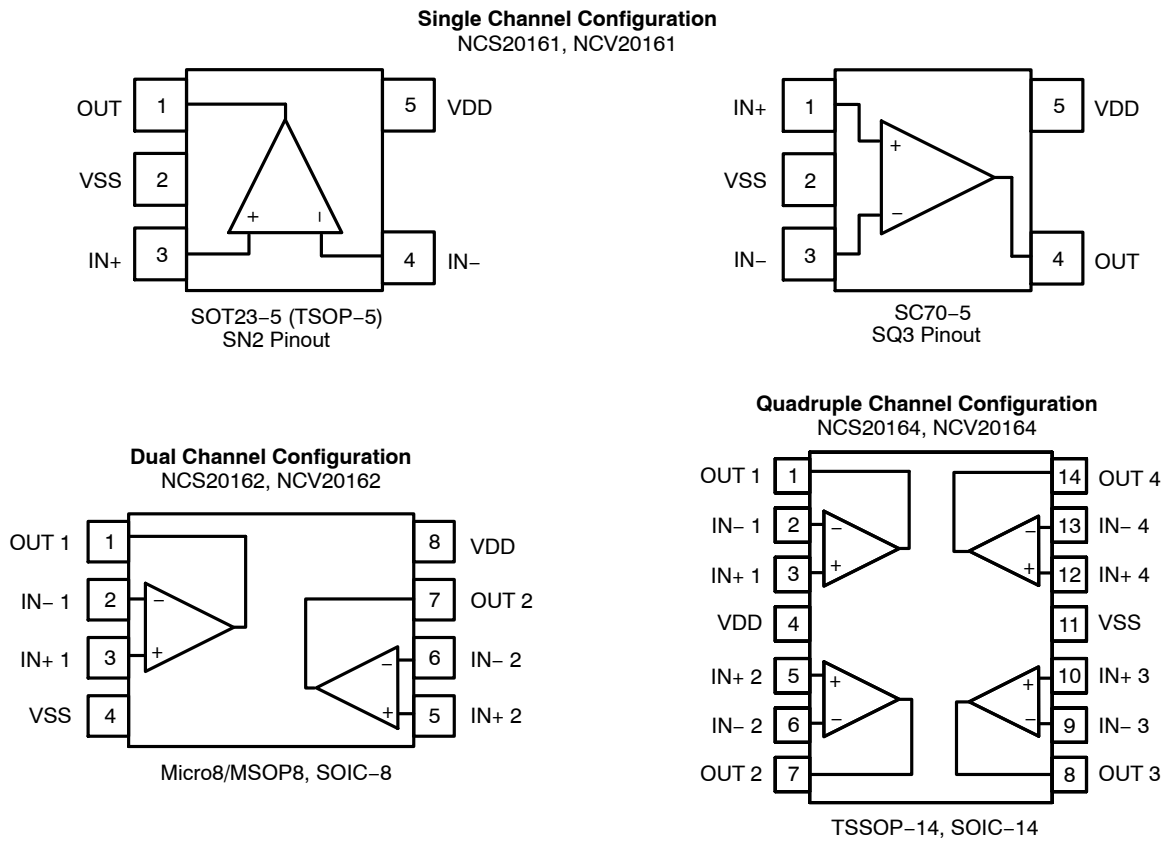 Single Channel Configuration
NCS20161, NCV20161
OUT 1
5 VDD
VSS 2
+ −
IN+ 3
4 IN−
SOT23−5 (TSOP−5)
SN2 Pinout
IN+ 1
5 VDD
+
VSS 2
−
IN− 3
4 OUT
SC70−5
SQ3 Pinout
Dual Channel Configuration
NCS20162, NCV20162
OUT 1 1
8 VDD
IN− 1 2 −
7 OUT 2
IN+ 1 3 +
− 6 IN− 2
VSS 4
+ 5 IN+ 2
Micro8/MSOP8, SOIC−8
Quadruple Channel Configuration
NCS20164, NCV20164
OUT 1 1
14 OUT 4
IN− 1 2 −
− 13 IN− 4
IN+ 1 3 +
+ 12 IN+ 4
VDD 4
11 VSS
IN+ 2 5 +
+ 10 IN+ 3
IN− 2 6 −
− 9 IN− 3
OUT 2 7
8 OUT 3
TSSOP−14, SOIC−14